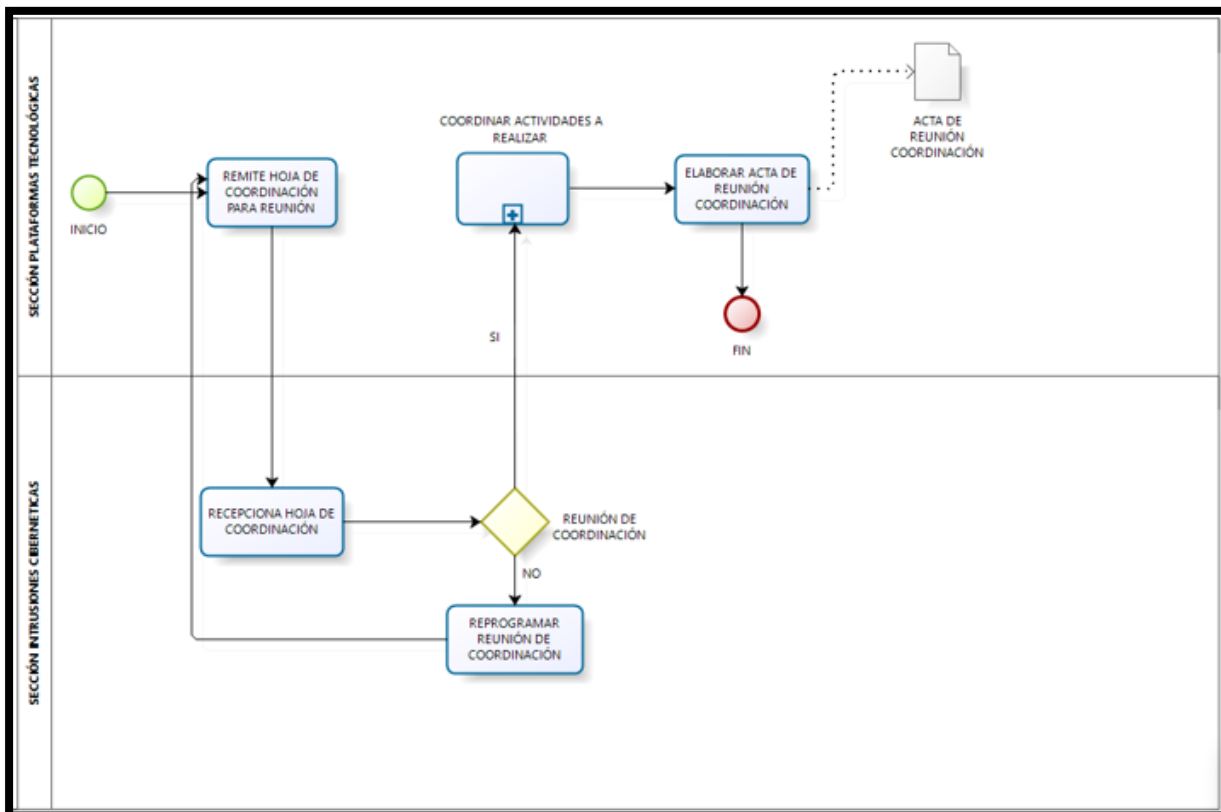 SECCIÓN PLATAFORMAS TECNOLÓGICAS
INICIO
REMITE HOJA DE
COORDINACIÓN
PARA REUNIÓN
COORDINAR ACTIVIDADES A
REALIZAR
ELABORAR ACTA DE
REUNIÓN
COORDINACIÓN
ACTA DE
REUNIÓN
COORDINACIÓN
FIN
SI
SECCIÓN INTRUSIONES CIBERNETICAS
RECEPCIONA HOJA DE
COORDINACIÓN
REUNIÓN DE
COORDINACIÓN
NO
REPROGRAMAR
REUNIÓN DE
COORDINACIÓN